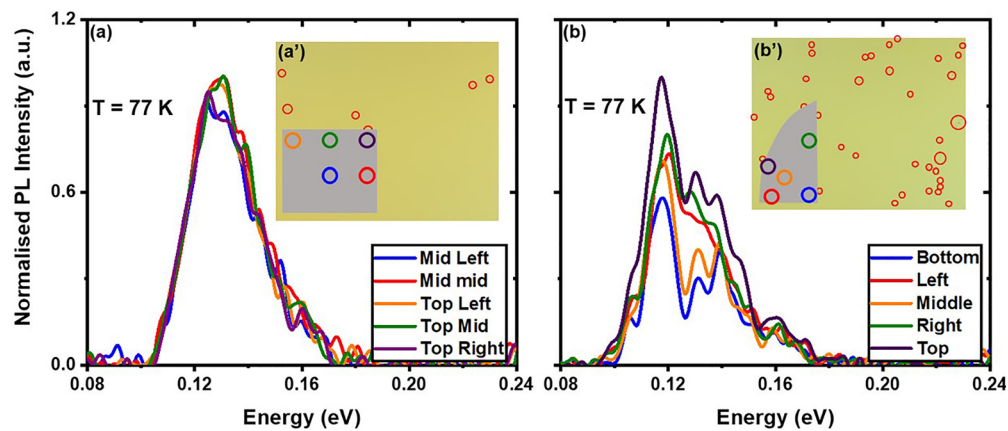 Normalised PL Intensity (a.u.)
1.2
0.6
0.0
(a)
T = 77 K
(a')
Mid Left
Mid mid
Top Left
Top Mid
Top Right
0.08 0.12 0.16 0.20 0.24
Energy (eV)
(b)
T = 77 K
(b')
Bottom
Left
Middle
Right
Top
0.08 0.12 0.16 0.20 0.24
Energy (eV)